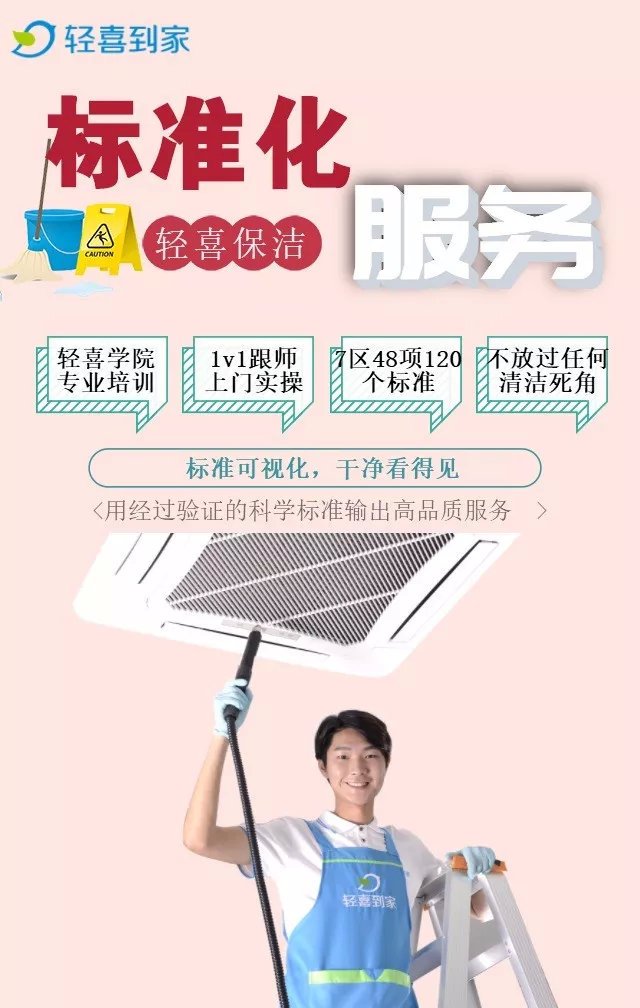 轻喜到家
标准化
服务
轻喜保洁
CAUTION
轻喜学院
专业培训
1v1跟师
上门实操
7区48项120
个标准
不放过任何
清洁死角
标准可视化，干净看得见
<用经过验证的科学标准输出高品质服务 >
轻喜到家